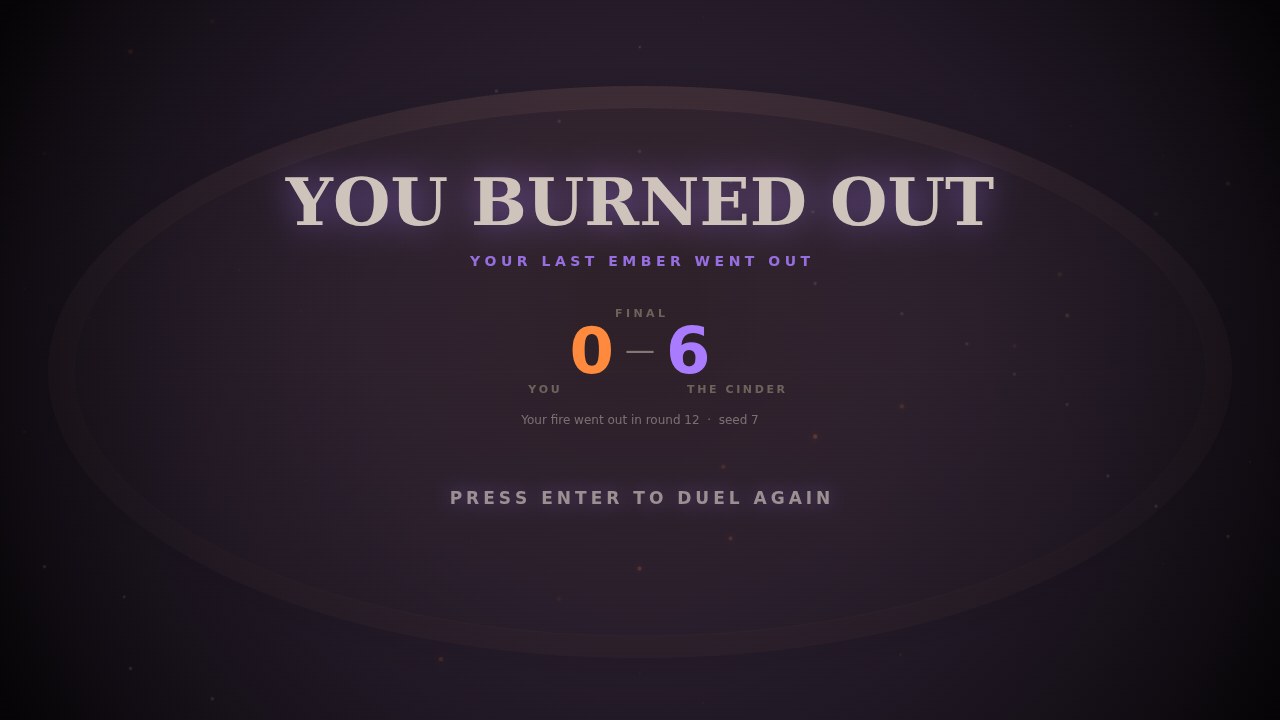 YOU BURNED OUT
YOUR LAST EMBER WENT OUT
FINAL
0 — 6
YOU THE CINDER
Your fire went out in round 12 · seed 7
PRESS ENTER TO DUEL AGAIN